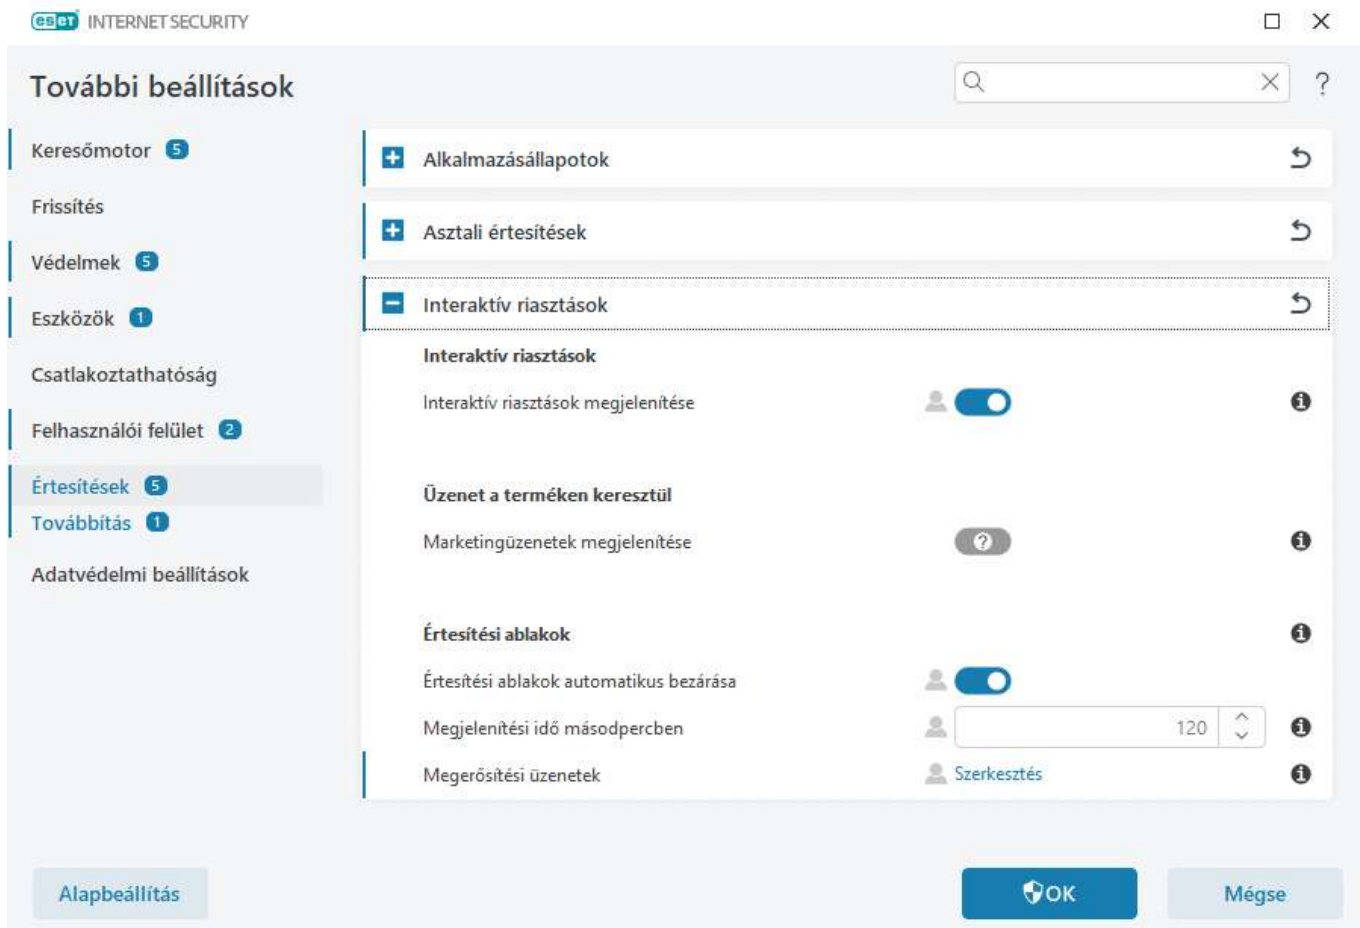 eset INTERNET SECURITY
További beállítások
?
Keresőmotor 5
Frissítés
Védelmek 5
Eszközök 1
Csatlakoztathatóság
Felhasználói felület 2
Értesítések 5
Továbbítás 1
Adatvédelmi beállítások
Alkalmazásállapotok
Asztali értesítések
Interaktív riasztások
Interaktív riasztások
Interaktív riasztások megjelenítése
Üzenet a terméken keresztül
Marketingüzenetek megjelenítése ?
Értesítési ablakok
Értesítési ablakok automatikus bezárása
Megjelenítési idő másodpercben 120
Megerősítési üzenetek Szerkesztés
Alapbeállítás OK Mégse